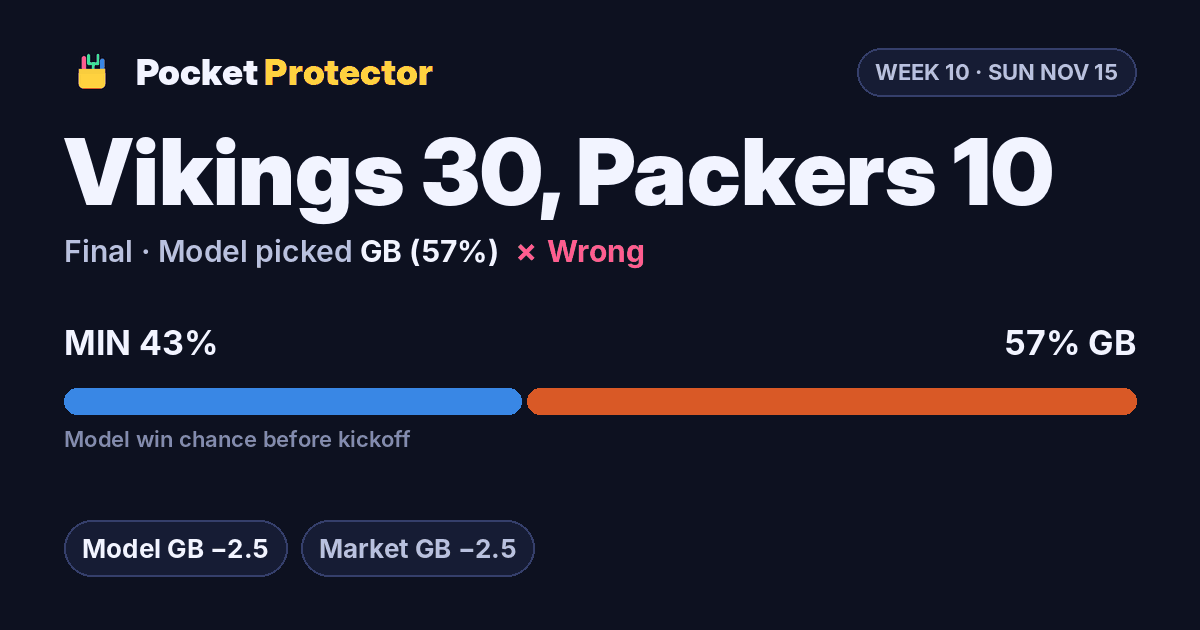 Pocket Protector
WEEK 10 · SUN NOV 15
Vikings 30, Packers 10
Final · Model picked GB (57%) × Wrong
MIN 43%
57% GB
Model win chance before kickoff
Model GB −2.5
Market GB −2.5